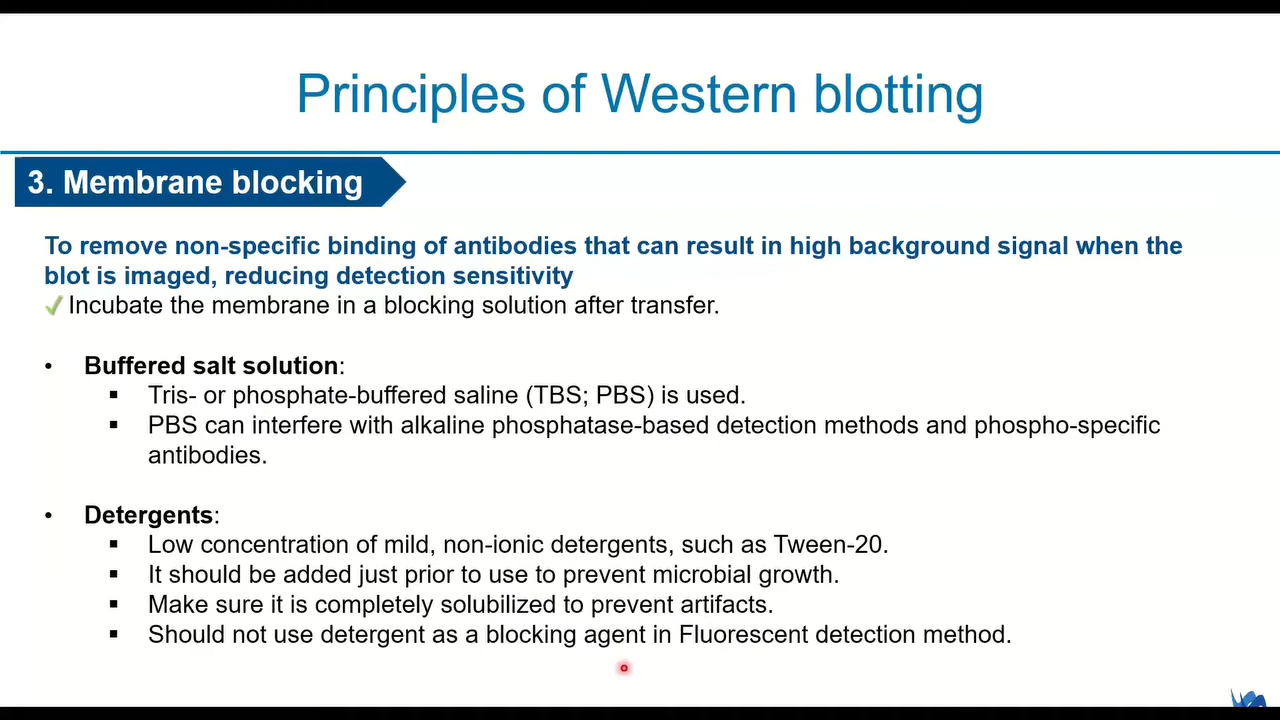 Principles of Western blotting
3. Membrane blocking
To remove non-specific binding of antibodies that can result in high background signal when the
blot is imaged, reducing detection sensitivity
✓ Incubate the membrane in a blocking solution after transfer.
• Buffered salt solution:
▪ Tris- or phosphate-buffered saline (TBS; PBS) is used.
▪ PBS can interfere with alkaline phosphatase-based detection methods and phospho-specific
antibodies.
• Detergents:
▪ Low concentration of mild, non-ionic detergents, such as Tween-20.
▪ It should be added just prior to use to prevent microbial growth.
▪ Make sure it is completely solubilized to prevent artifacts.
▪ Should not use detergent as a blocking agent in Fluorescent detection method.